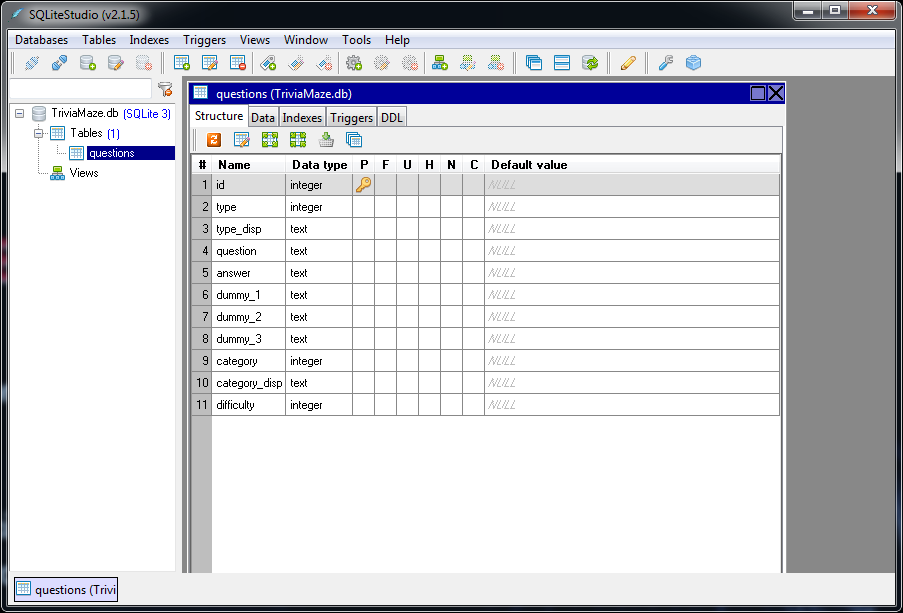 SQLiteStudio (v2.1.5)
Databases Tables Indexes Triggers Views Window Tools Help
TriviaMaze.db (SQLite 3)
Tables (1)
questions
Views
questions (TriviaMaze.db)
Structure Data Indexes Triggers DDL
# Name Data type P F U H N C Default value
1 id integer NULL
2 type integer NULL
3 type_disp text NULL
4 question text NULL
5 answer text NULL
6 dummy_1 text NULL
7 dummy_2 text NULL
8 dummy_3 text NULL
9 category integer NULL
10 category_disp text NULL
11 difficulty integer NULL
questions (Trivi